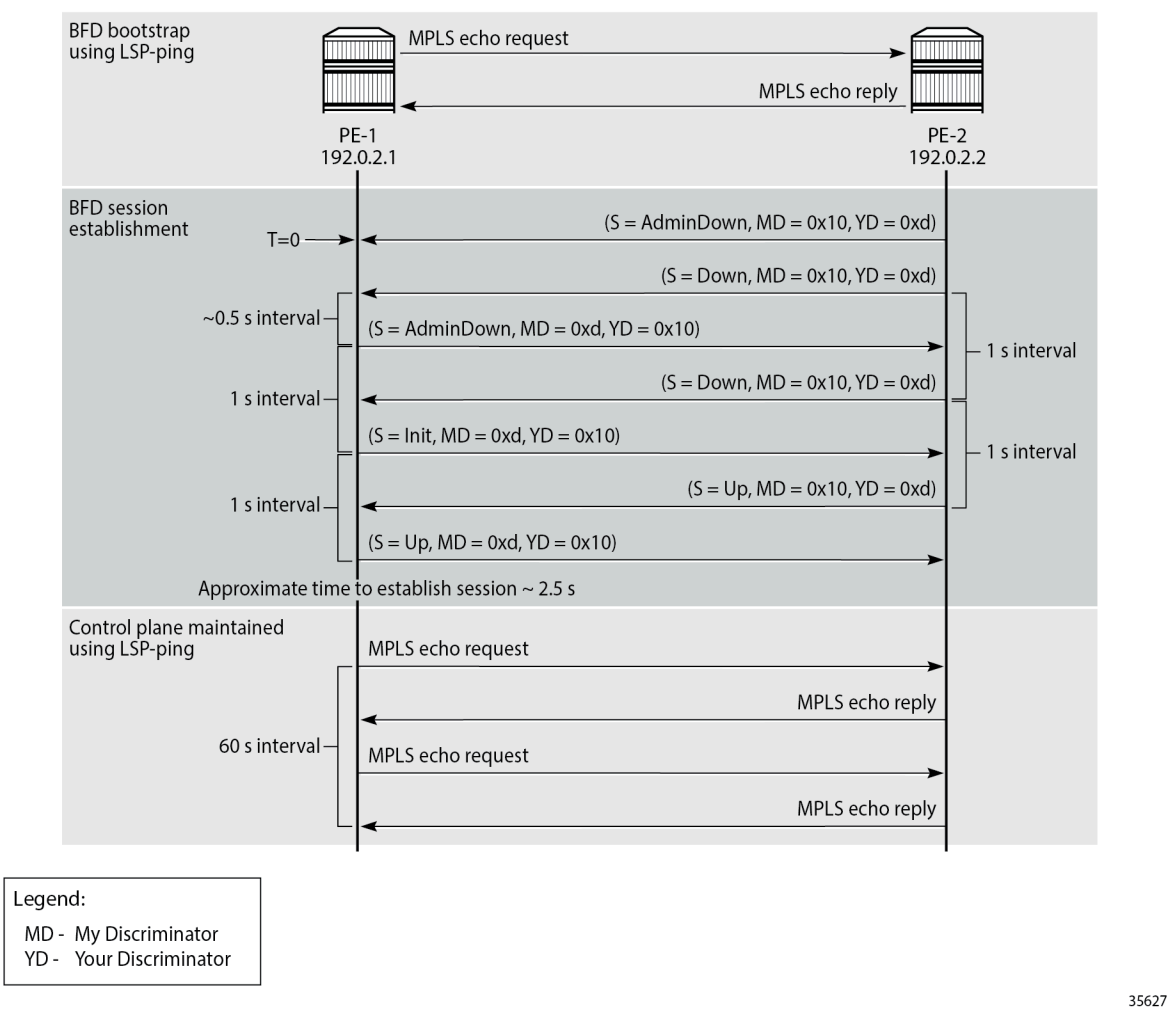 BFD bootstrap
using LSP-ping
MPLS echo request
MPLS echo reply
PE-1
192.0.2.1
PE-2
192.0.2.2
BFD session
establishment
(S = AdminDown, MD = 0x10, YD = 0xd)
T=0
(S = Down, MD = 0x10, YD = 0xd)
~0.5 s interval
(S = AdminDown, MD = 0xd, YD = 0x10)
1 s interval
(S = Down, MD = 0x10, YD = 0xd)
1 s interval
(S = Init, MD = 0xd, YD = 0x10)
1 s interval
(S = Up, MD = 0x10, YD = 0xd)
1 s interval
(S = Up, MD = 0xd, YD = 0x10)
Approximate time to establish session ~ 2.5 s
Control plane maintained
using LSP-ping
MPLS echo request
MPLS echo reply
60 s interval
MPLS echo request
MPLS echo reply
Legend:
MD - My Discriminator
YD - Your Discriminator
35627